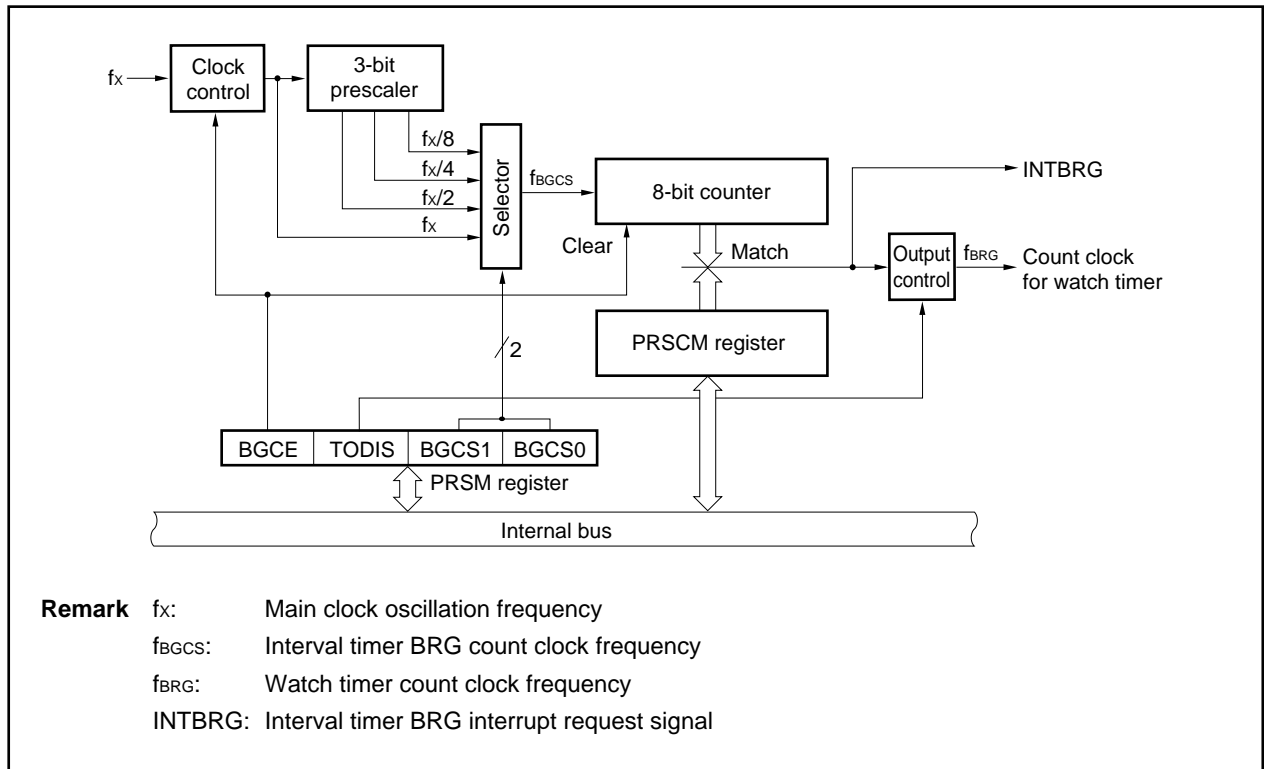 fX
Clock
control
3-bit
prescaler
fX/8
fX/4
fX/2
fX
Selector
fBGCS
8-bit counter
Clear
Match
INTBRG
Output
control
fBRG
Count clock
for watch timer
PRSCM register
2
BGCE TODIS BGCS1 BGCS0
PRSM register
Internal bus
Remark fX: Main clock oscillation frequency
fBGCS: Interval timer BRG count clock frequency
fBRG: Watch timer count clock frequency
INTBRG: Interval timer BRG interrupt request signal